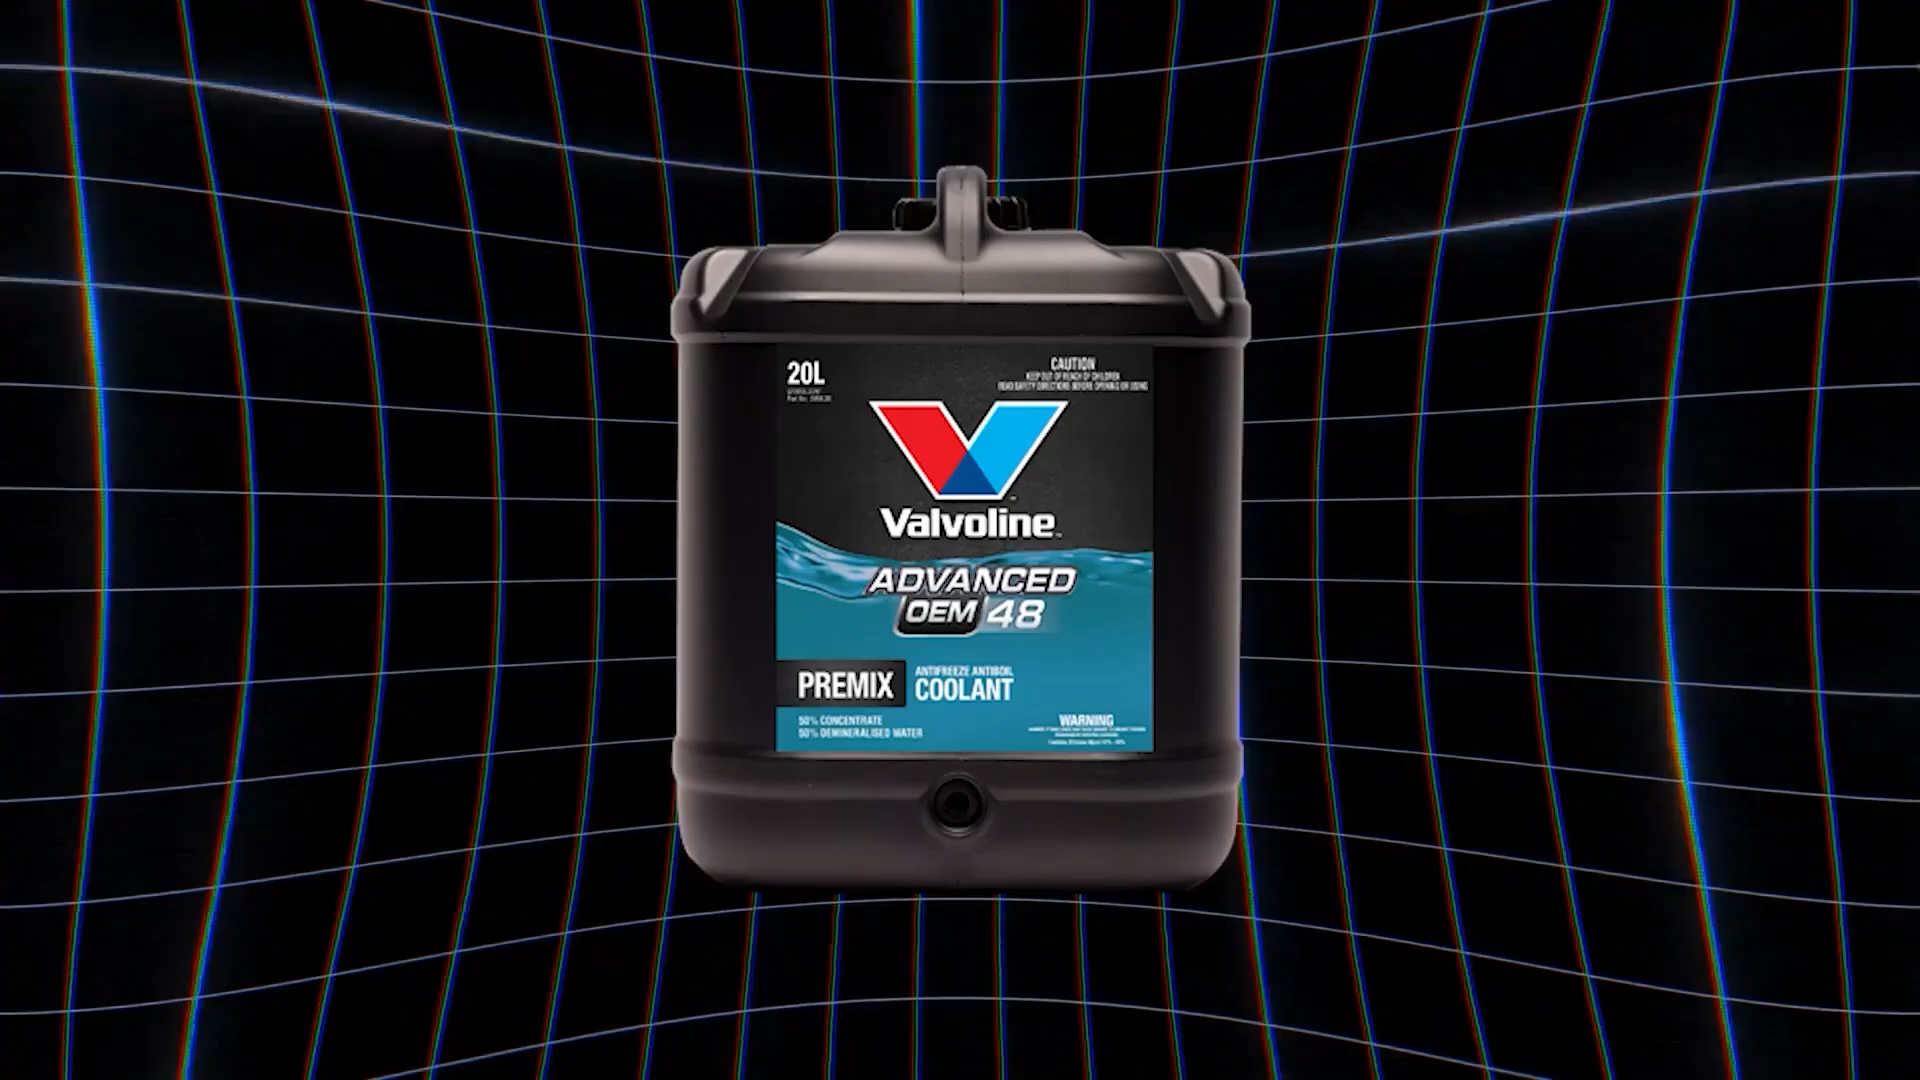 20L
CAUTION
KEEP OUT OF REACH OF CHILDREN
READ SAFETY DIRECTIONS BEFORE OPENING OR USING
Valvoline
ADVANCED
OEM 48
ANTIFREEZE ANTIBOIL
PREMIX COOLANT
50% CONCENTRATE
50% DEMINERALISED WATER
WARNING